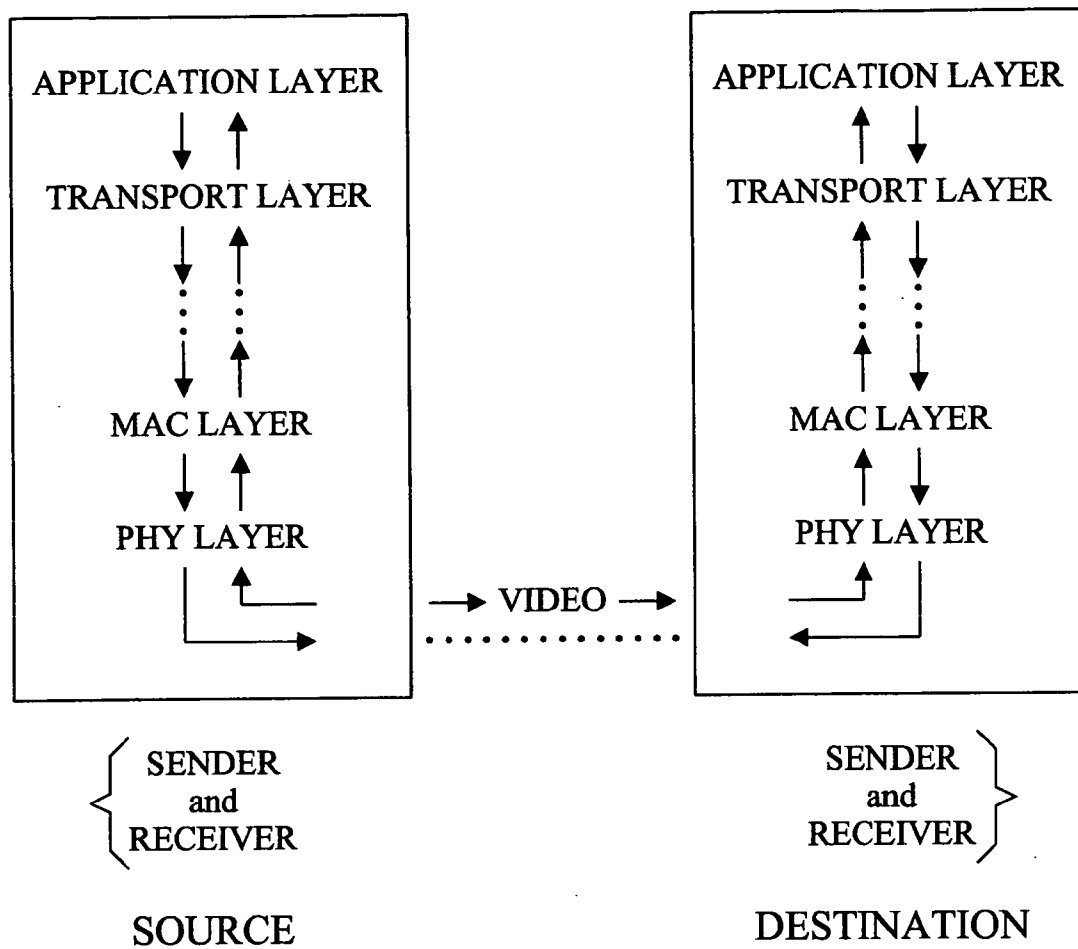 APPLICATION LAYER
TRANSPORT LAYER
MAC LAYER
PHY LAYER
VIDEO
APPLICATION LAYER
TRANSPORT LAYER
MAC LAYER
PHY LAYER
SENDER
and
RECEIVER
SOURCE
SENDER
and
RECEIVER
DESTINATION